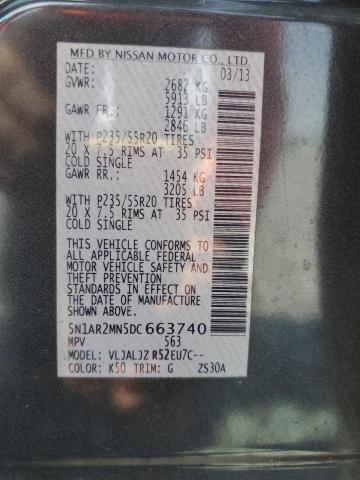 MFD BY NISSAN MOTOR CO., LTD.
DATE: 03/13
GVWR: 2682 KG
5913 LB
GAWR FR: 1291 KG
2846 LB
WITH P235/55R20 TIRES
20 X 7.5 RIMS AT 35 PSI
COLD SINGLE
GAWR RR.: 1454 KG
3205 LB
WITH P235/55R20 TIRES
20 X 7.5 RIMS AT 35 PSI
COLD SINGLE
THIS VEHICLE CONFORMS TO
ALL APPLICABLE FEDERAL
MOTOR VEHICLE SAFETY AND
THEFT PREVENTION
STANDARDS IN EFFECT ON
THE DATE OF MANUFACTURE
SHOWN ABOVE.
5N1AR2MN5DC663740
MPV 563
MODEL: VLJALJZ R52EU7C--
COLOR: K50 TRIM: G ZS30A